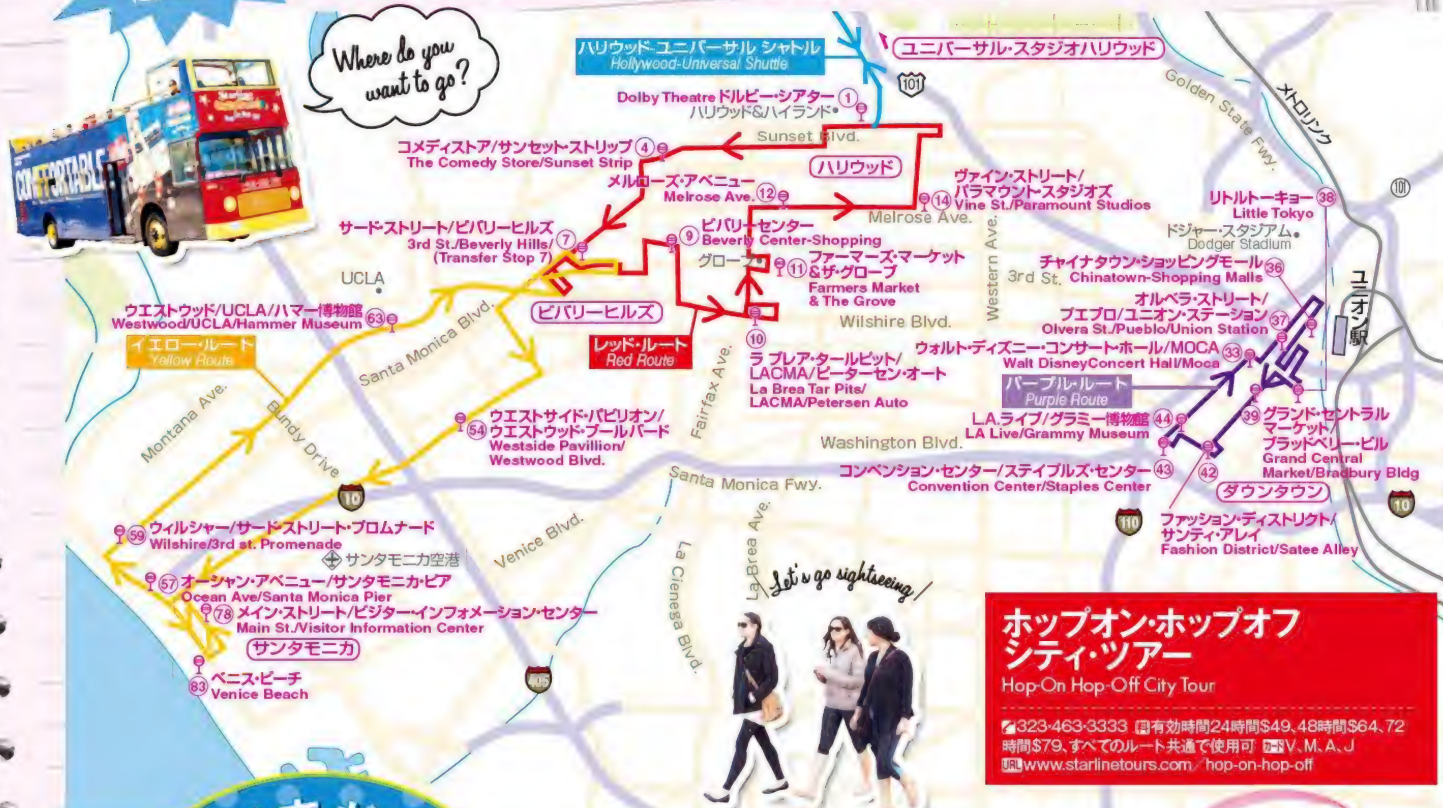 Where do you
want to go?
COMFORTABLE
ハリウッド-ユニバーサル シャトル
Hollywood-Universal Shuttle
ユニバーサル・スタジオハリウッド
101
Golden State Fwy.
メトロリンク
101
Dolby Theatre ドルビー・シアター ①
ハリウッド&ハイランド
Sunset Blvd.
コメディストア/サンセット・ストリップ ④
The Comedy Store/Sunset Strip
ハリウッド
メルローズ・アベニュー
Melrose Ave. ⑫
⑭ ヴァイン・ストリート/
パラマウント・スタジオズ
Vine St./Paramount Studios
Melrose Ave.
リトルトーキョー ㊳
Little Tokyo
サード・ストリート/ビバリーヒルズ
3rd St./Beverly Hills/ ⑦
(Transfer Stop 7)
⑨ ビバリーセンター
Beverly Center-Shopping
グローブ
⑪ ファーマーズ・マーケット
&ザ・グローブ
Farmers Market
& The Grove
Western Ave.
3rd St.
ドジャー・スタジアム
Dodger Stadium
チャイナタウン・ショッピングモール ㊱
Chinatown-Shopping Malls
ユニオン駅
UCLA
ウエストウッド/UCLA/ハマー博物館
Westwood/UCLA/Hammer Museum 63
Santa Monica Blvd.
ビバリーヒルズ
Wilshire Blvd.
オルベラ・ストリート/
プエブロ/ユニオン・ステーション ㊲
Olvera St./Pueblo/Union Station
イエロー・ルート
Yellow Route
レッド・ルート
Red Route
Fairfax Ave.
⑩
ラ ブレア・タールピット/
LACMA/ピーターセン・オート
La Brea Tar Pits/
LACMA/Petersen Auto
ウォルト・ディズニー・コンサート・ホール/MOCA ㉝
Walt DisneyConcert Hall/Moca
パープル・ルート
Purple Route
Montana Ave.
Bundy Drive
54 ウエストサイド・パビリオン/
ウエストウッド・ブールバード
Westside Pavillion/
Westwood Blvd.
Washington Blvd.
L.A.ライブ/グラミー博物館 ㊹
LA Live/Grammy Museum
㊴ グランド・セントラル
マーケット/
ブラッドベリー・ビル
Grand Central
Market/Bradbury Bldg
コンベンション・センター/ステイプルズ・センター ㊸
Convention Center/Staples Center
㊷
ダウンタウン
10
Santa Monica Fwy.
110
10
ファッション・ディストリクト/
サンティ・アレイ
Fashion District/Satee Alley
59 ウィルシャー/サード・ストリート・プロムナード
Wilshire/3rd st. Promenade
サンタモニカ空港
Venice Blvd.
La Cienega Blvd.
La Brea Ave.
57 オーシャン・アベニュー/サンタモニカ・ピア
Ocean Ave/Santa Monica Pier
78 メイン・ストリート/ビジター・インフォメーション・センター
Main St./Visitor Information Center
サンタモニカ
83 ベニス・ビーチ
Venice Beach
405
Let's go sightseeing
ホップオン・ホップオフ
シティ・ツアー
Hop-On Hop-Off City Tour
323-463-3333 有効時間24時間$49、48時間$64、72
時間$79、すべてのルート共通で使用可 カードV、M、A、J
URL www.starlinetours.com/hop-on-hop-off